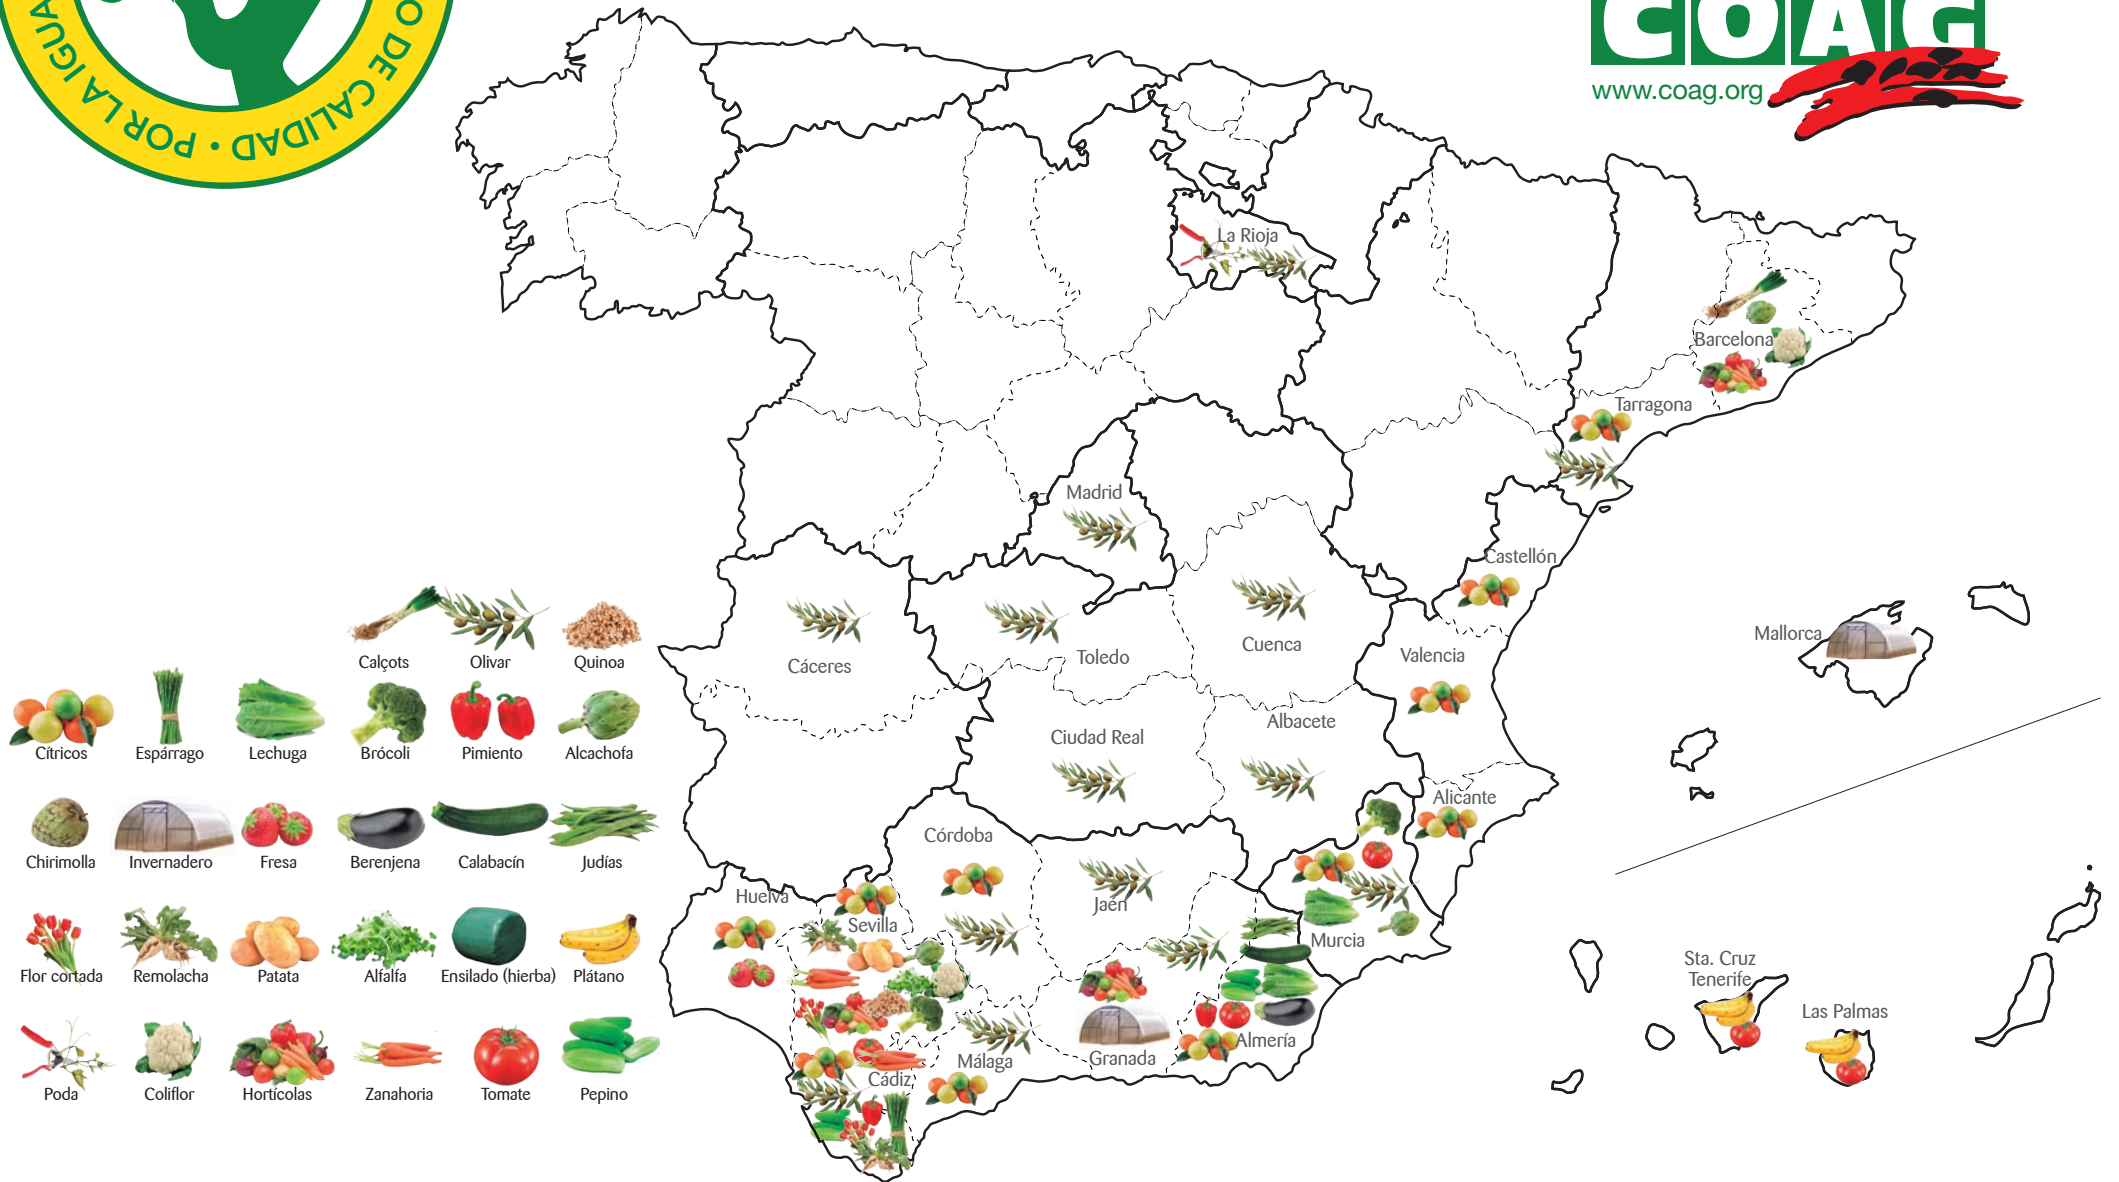 O DE CALIDAD • POR LA IGUA
COAG
www.coag.org
La Rioja
Barcelona
Tarragona
Madrid
Castellón
Mallorca
Cáceres
Toledo
Cuenca
Valencia
Ciudad Real
Albacete
Alicante
Córdoba
Jaén
Huelva
Sevilla
Murcia
Málaga
Granada
Almería
Cádiz
Sta. Cruz
Tenerife
Las Palmas
Calçots
Olivar
Quinoa
Cítricos
Espárrago
Lechuga
Brócoli
Pimiento
Alcachofa
Chirimolla
Invernadero
Fresa
Berenjena
Calabacín
Judías
Flor cortada
Remolacha
Patata
Alfalfa
Ensilado (hierba)
Plátano
Poda
Coliflor
Hortícolas
Zanahoria
Tomate
Pepino